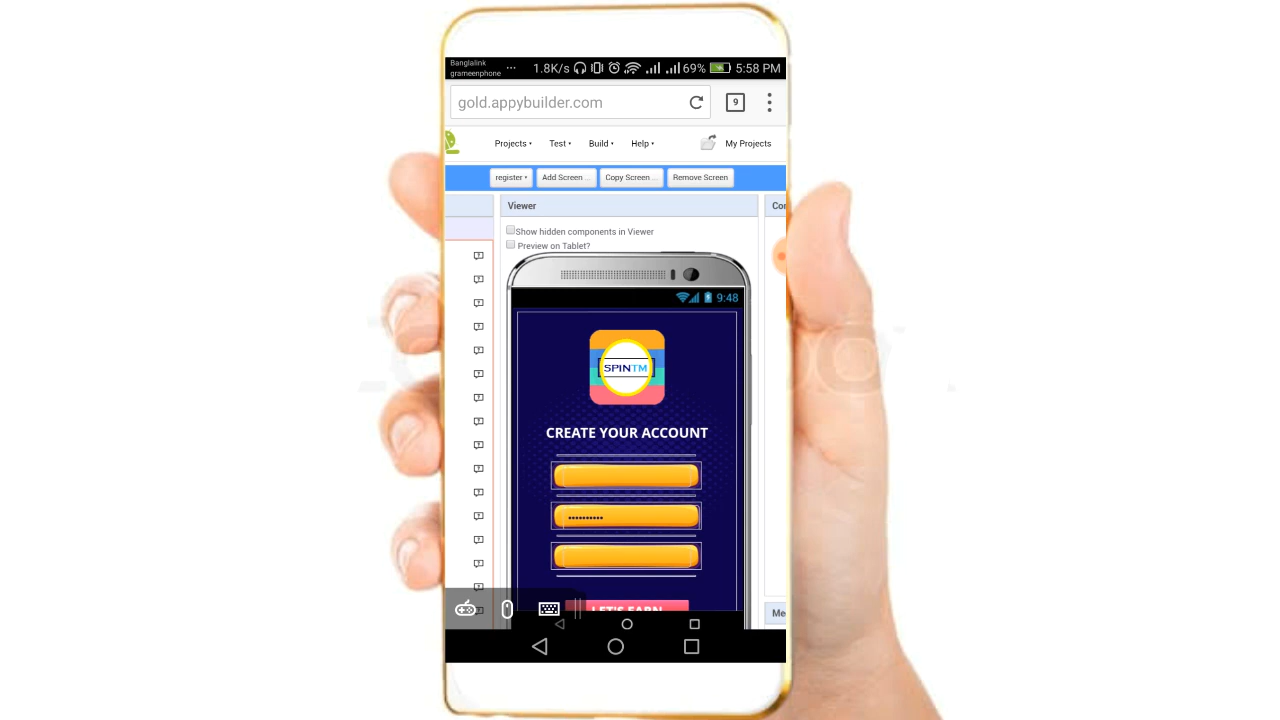 Banglalink
grameenphone
... 1.8K/s 69% 5:58 PM
gold.appybuilder.com 9
Projects Test Build Help My Projects
register Add Screen ... Copy Screen ... Remove Screen
Viewer
Show hidden components in Viewer
Preview on Tablet?
9:48
SPINTM
CREATE YOUR ACCOUNT
••••••••••
LET'S EARN